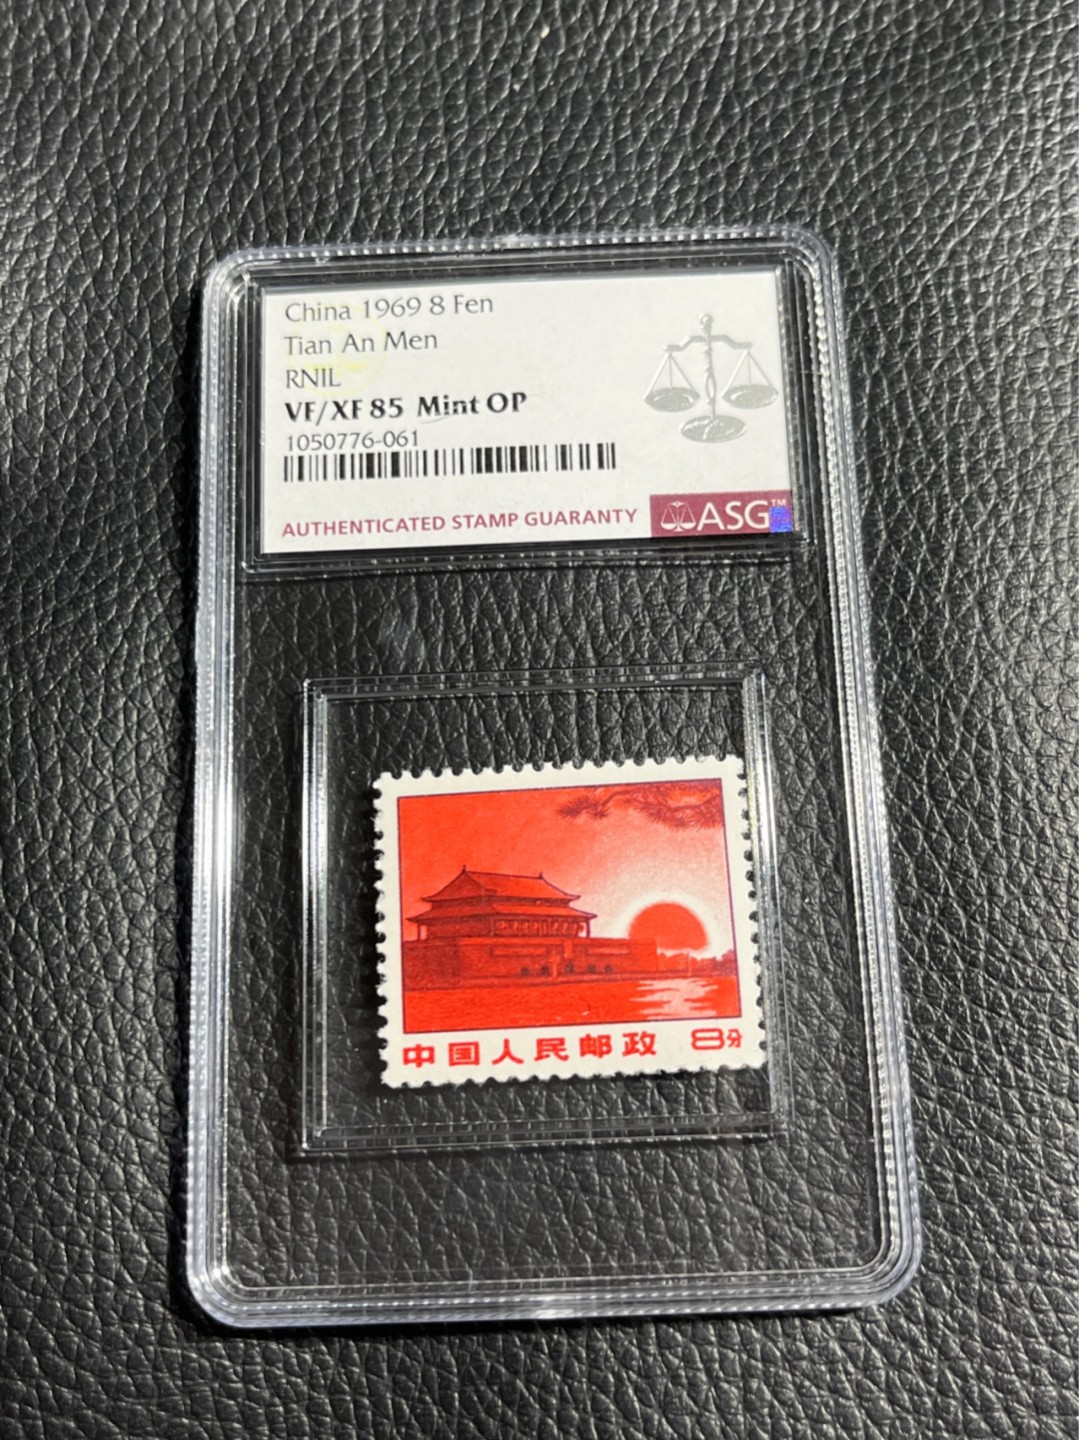 China 1969 8 Fen
Tian An Men
RNIL
VF/XF 85 Mint OP
1050776-061
AUTHENTICATED STAMP GUARANTY ASG™
中国人民邮政 8分